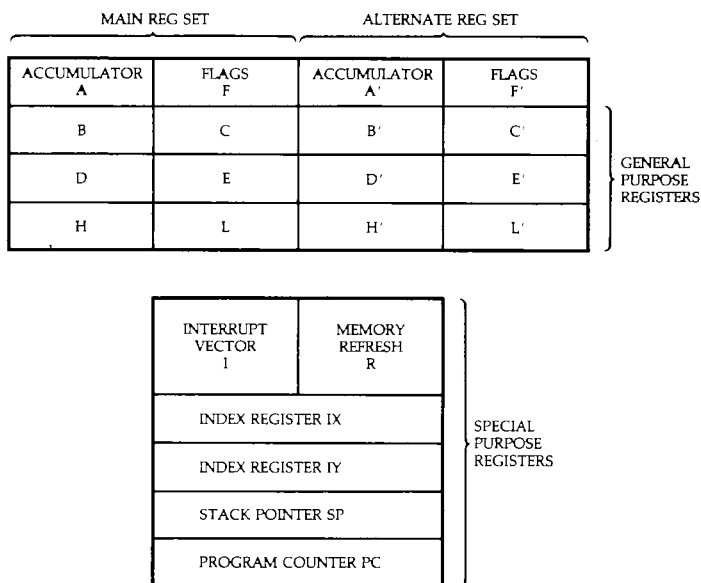 MAIN REG SET ALTERNATE REG SET
ACCUMULATOR FLAGS ACCUMULATOR FLAGS
A F A′ F′
B C B′ C′
D E D′ E′
H L H′ L′
GENERAL
PURPOSE
REGISTERS
INTERRUPT MEMORY
VECTOR REFRESH
I R
INDEX REGISTER IX
INDEX REGISTER IY
STACK POINTER SP
PROGRAM COUNTER PC
SPECIAL
PURPOSE
REGISTERS